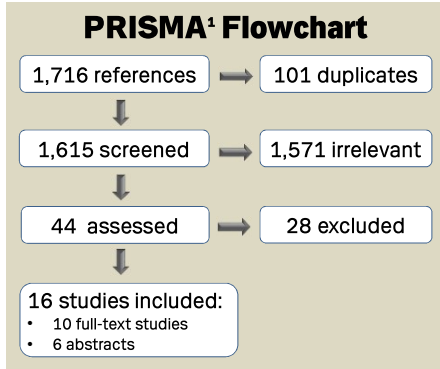 PRISMA¹ Flowchart
1,716 references
101 duplicates
1,615 screened
1,571 irrelevant
44 assessed
28 excluded
16 studies included:
• 10 full-text studies
• 6 abstracts